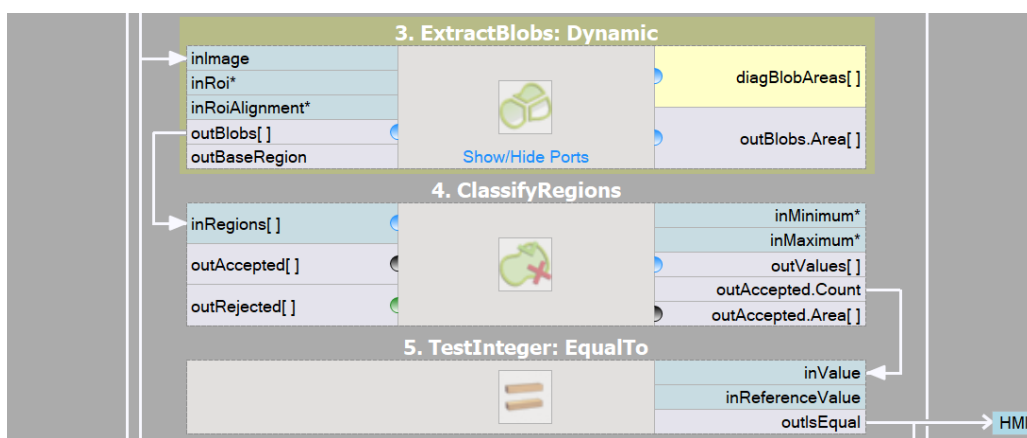 3. ExtractBlobs: Dynamic
inImage
inRoi*
inRoiAlignment*
outBlobs[ ]
outBaseRegion
Show/Hide Ports
diagBlobAreas[ ]
outBlobs.Area[ ]
4. ClassifyRegions
inRegions[ ]
outAccepted[ ]
outRejected[ ]
inMinimum*
inMaximum*
outValues[ ]
outAccepted.Count
outAccepted.Area[ ]
5. TestInteger: EqualTo
inValue
inReferenceValue
outIsEqual